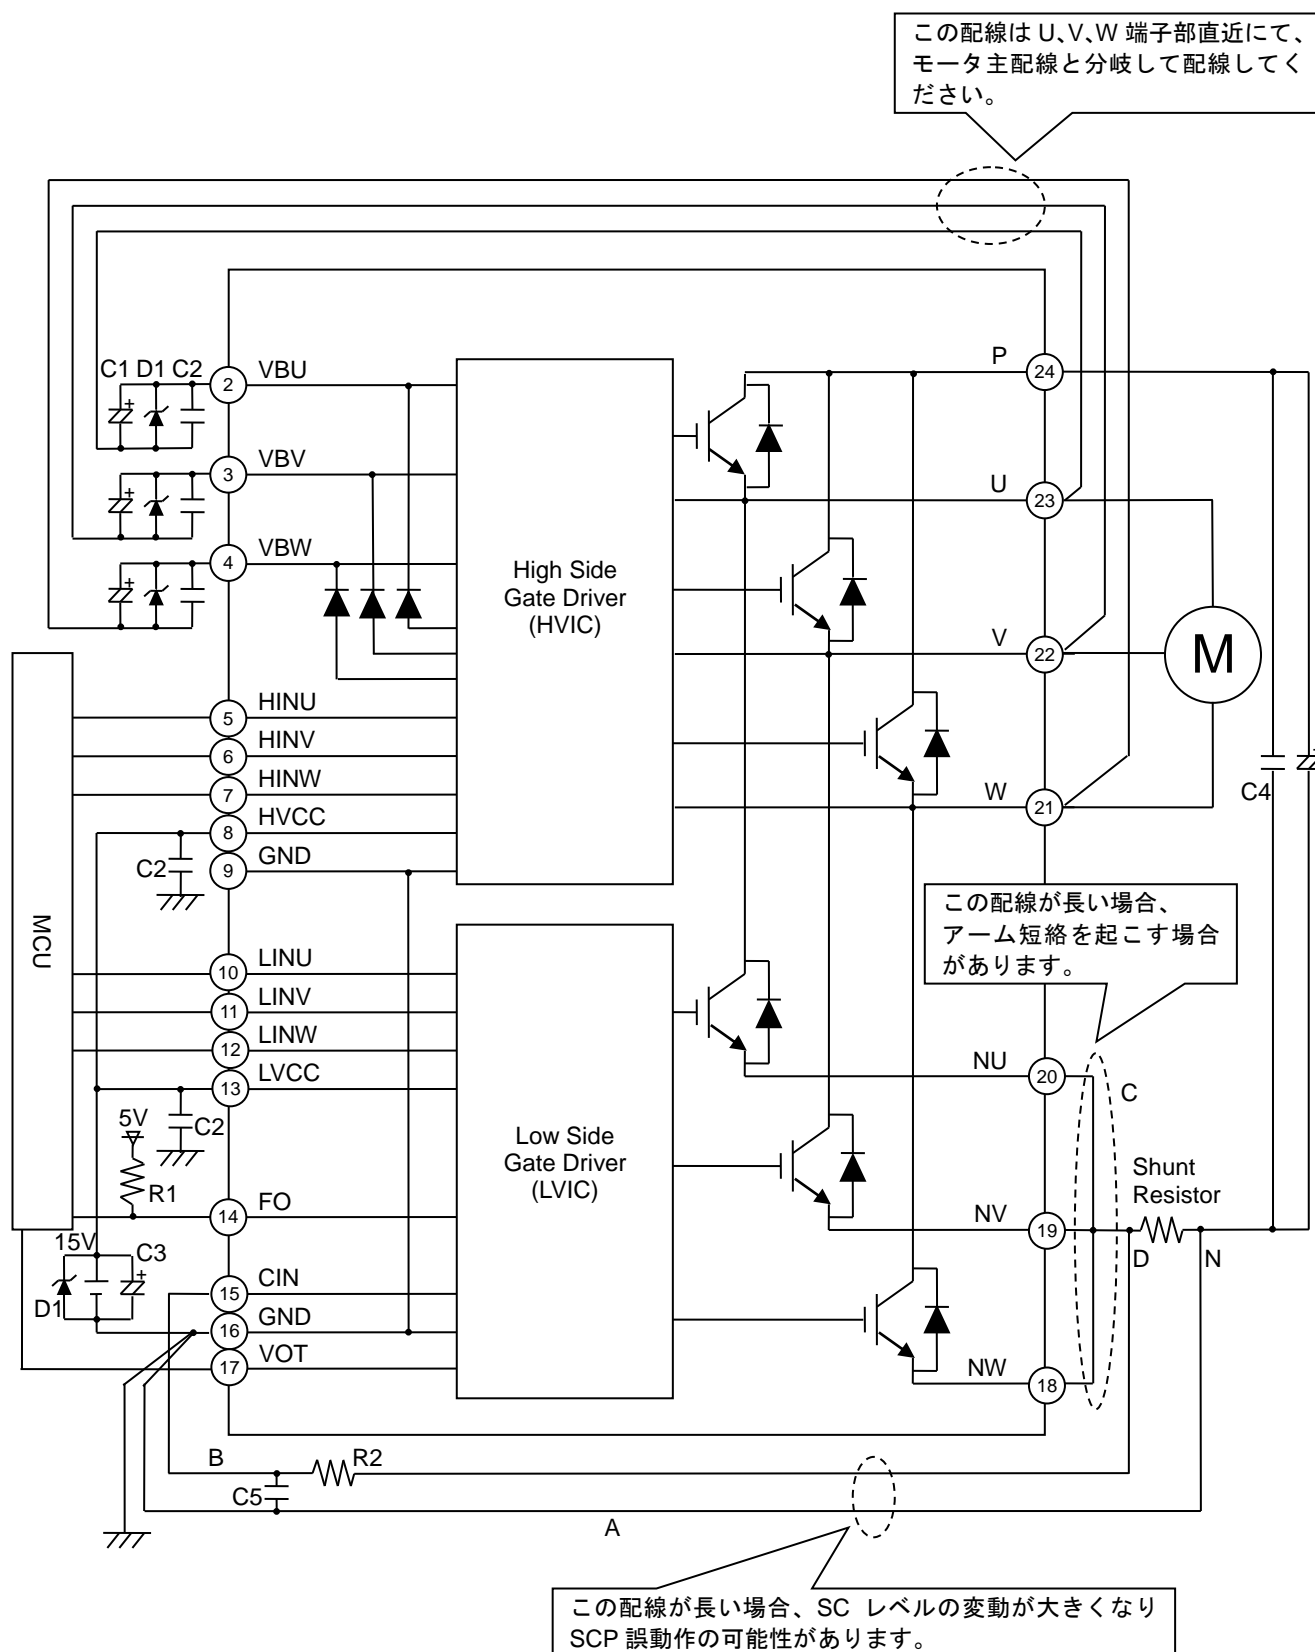 この配線は U、V、W 端子部直近にて、
モータ主配線と分岐して配線してく
ださい。
C1 D1 C2
2
VBU
P
24
3
VBV
U
23
4
VBW
High Side
Gate Driver
(HVIC)
V
22
M
5
HINU
6
HINV
7
HINW
W
21
C4
8
HVCC
C2
9
GND
MCU
この配線が長い場合、
アーム短絡を起こす場合
があります。
10
LINU
11
LINV
12
LINW
13
LVCC
NU
20
C
5V
C2
R1
Low Side
Gate Driver
(LVIC)
Shunt
Resistor
14
FO
NV
19
D
N
15V
C3
D1
15
CIN
16
GND
17
VOT
NW
18
B
R2
C5
A
この配線が長い場合、SC レベルの変動が大きくなり
SCP 誤動作の可能性があります。